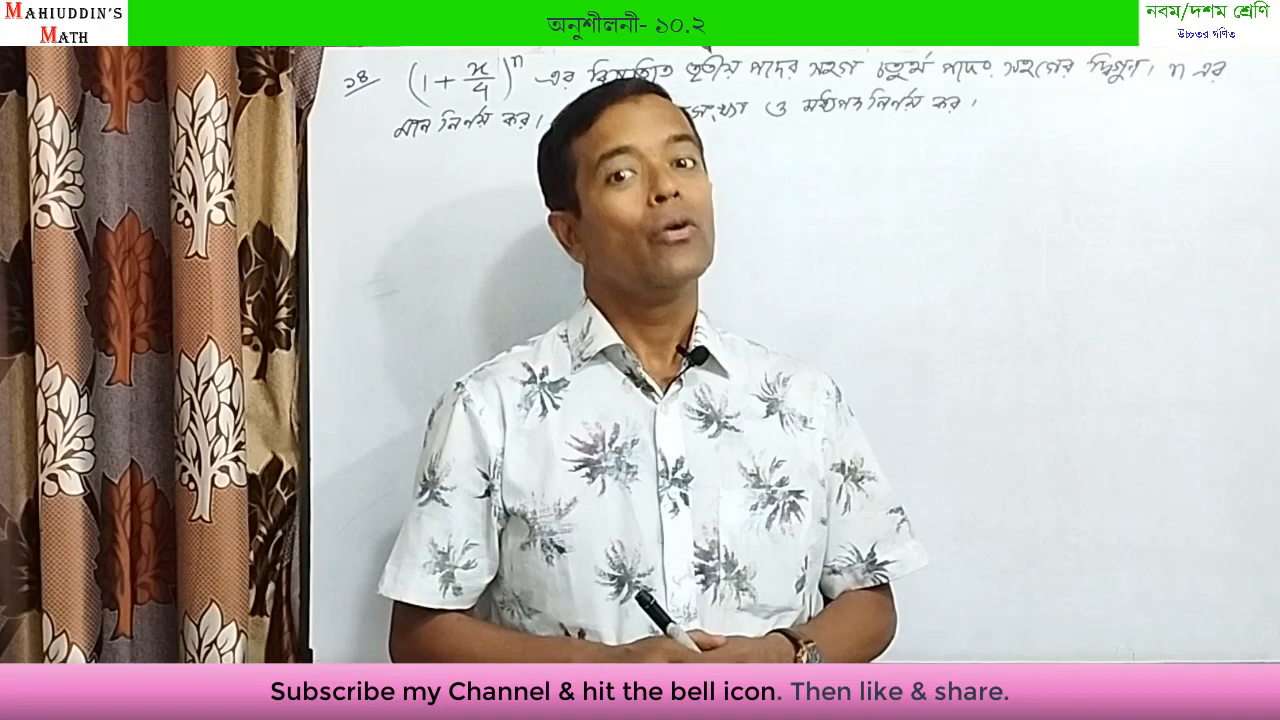 MAHIUDDIN'S
MATH
অনুশীলনী- ১০.২
নবম/দশম শ্রেণি
উচ্চতর গণিত
১৪ (1 + x/4)^n এর বিস্তৃতির তৃতীয় পদের সহগ চতুর্থ পদের সহগের দ্বিগুন। n এর
মান নির্ণয় কর। সংখ্যা ও মধ্যপদ নির্ণয় কর।
Subscribe my Channel & hit the bell icon. Then like & share.